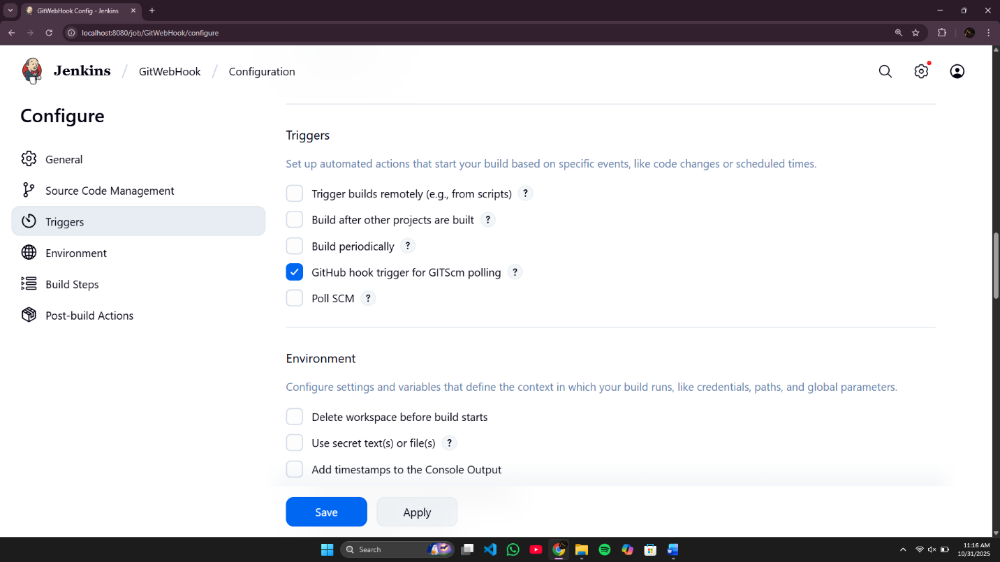 GitWebHook Config - Jenkins
localhost:8080/job/GitWebHook/configure
Jenkins / GitWebHook / Configuration
Configure
General
Source Code Management
Triggers
Environment
Build Steps
Post-build Actions
Triggers
Set up automated actions that start your build based on specific events, like code changes or scheduled times.
Trigger builds remotely (e.g., from scripts) ?
Build after other projects are built ?
Build periodically ?
GitHub hook trigger for GITScm polling ?
Poll SCM ?
Environment
Configure settings and variables that define the context in which your build runs, like credentials, paths, and global parameters.
Delete workspace before build starts
Use secret text(s) or file(s) ?
Add timestamps to the Console Output
Save Apply
Search
11:16 AM
10/31/2025